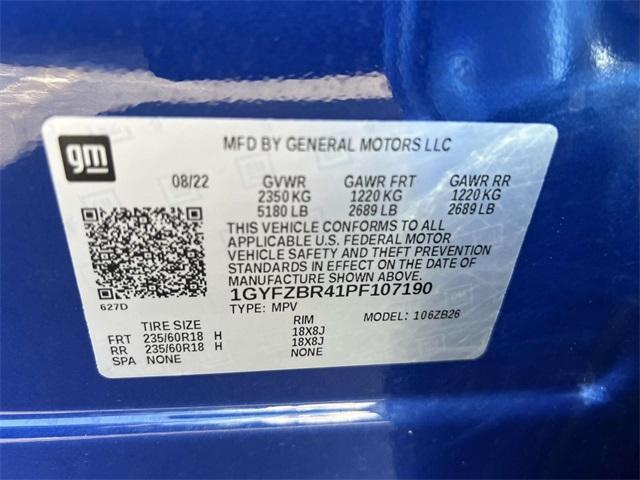 gm
MFD BY GENERAL MOTORS LLC
08/22 GVWR GAWR FRT GAWR RR
2350 KG 1220 KG 1220 KG
5180 LB 2689 LB 2689 LB
THIS VEHICLE CONFORMS TO ALL
APPLICABLE U.S. FEDERAL MOTOR
VEHICLE SAFETY AND THEFT PREVENTION
STANDARDS IN EFFECT ON THE DATE OF
MANUFACTURE SHOWN ABOVE.
627D
1GYFZBR41PF107190
TYPE: MPV MODEL: 106ZB26
TIRE SIZE RIM
FRT 235/60R18 H 18X8J
RR 235/60R18 H 18X8J
SPA NONE NONE